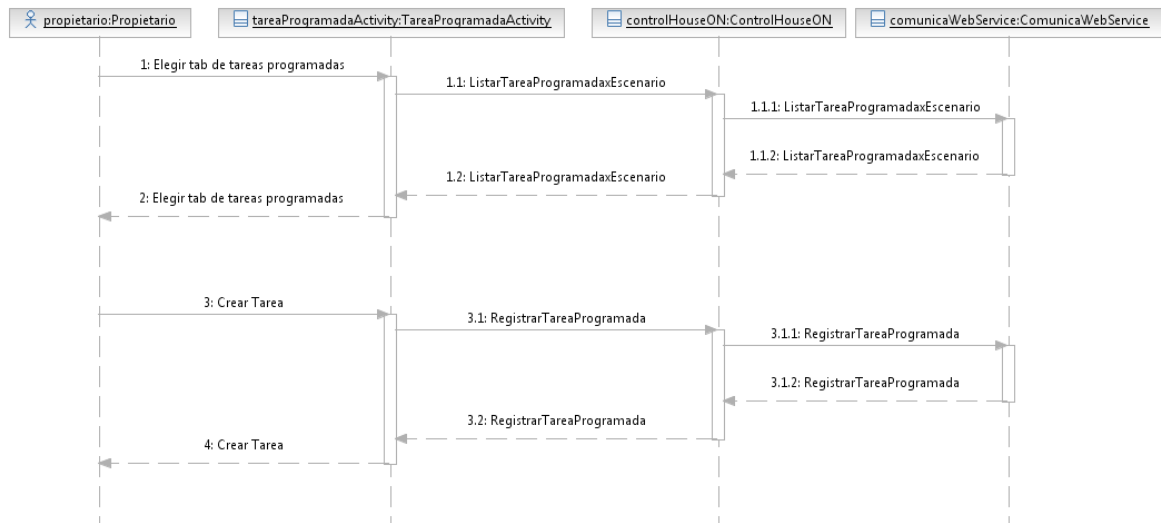 propietario:Propietario
tareaProgramadaActivity:TareaProgramadaActivity
controlHouseON:ControlHouseON
comunicaWebService:ComunicaWebService
1: Elegir tab de tareas programadas
1.1: ListarTareaProgramadaxEscenario
1.1.1: ListarTareaProgramadaxEscenario
1.1.2: ListarTareaProgramadaxEscenario
1.2: ListarTareaProgramadaxEscenario
2: Elegir tab de tareas programadas
3: Crear Tarea
3.1: RegistrarTareaProgramada
3.1.1: RegistrarTareaProgramada
3.1.2: RegistrarTareaProgramada
3.2: RegistrarTareaProgramada
4: Crear Tarea